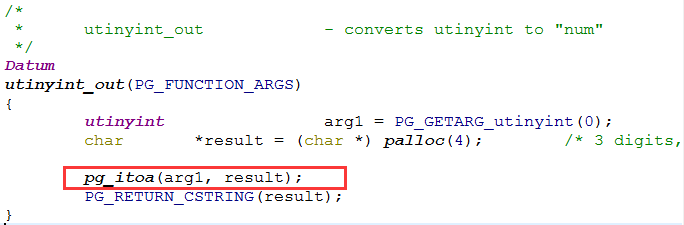 /*
 *      utinyint_out            - converts utinyint to "num"
 */
Datum
utinyint_out(PG_FUNCTION_ARGS)
{
        utinyint                arg1 = PG_GETARG_utinyint(0);
        char       *result = (char *) palloc(4);        /* 3 digits,
        pg_itoa(arg1, result);
        PG_RETURN_CSTRING(result);
}